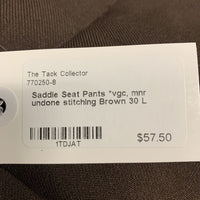 The Tack Collector
770250-8
Saddle Seat Pants *vgc, mnr
undone stitching Brown 30 L
1TDJAT
$57.50